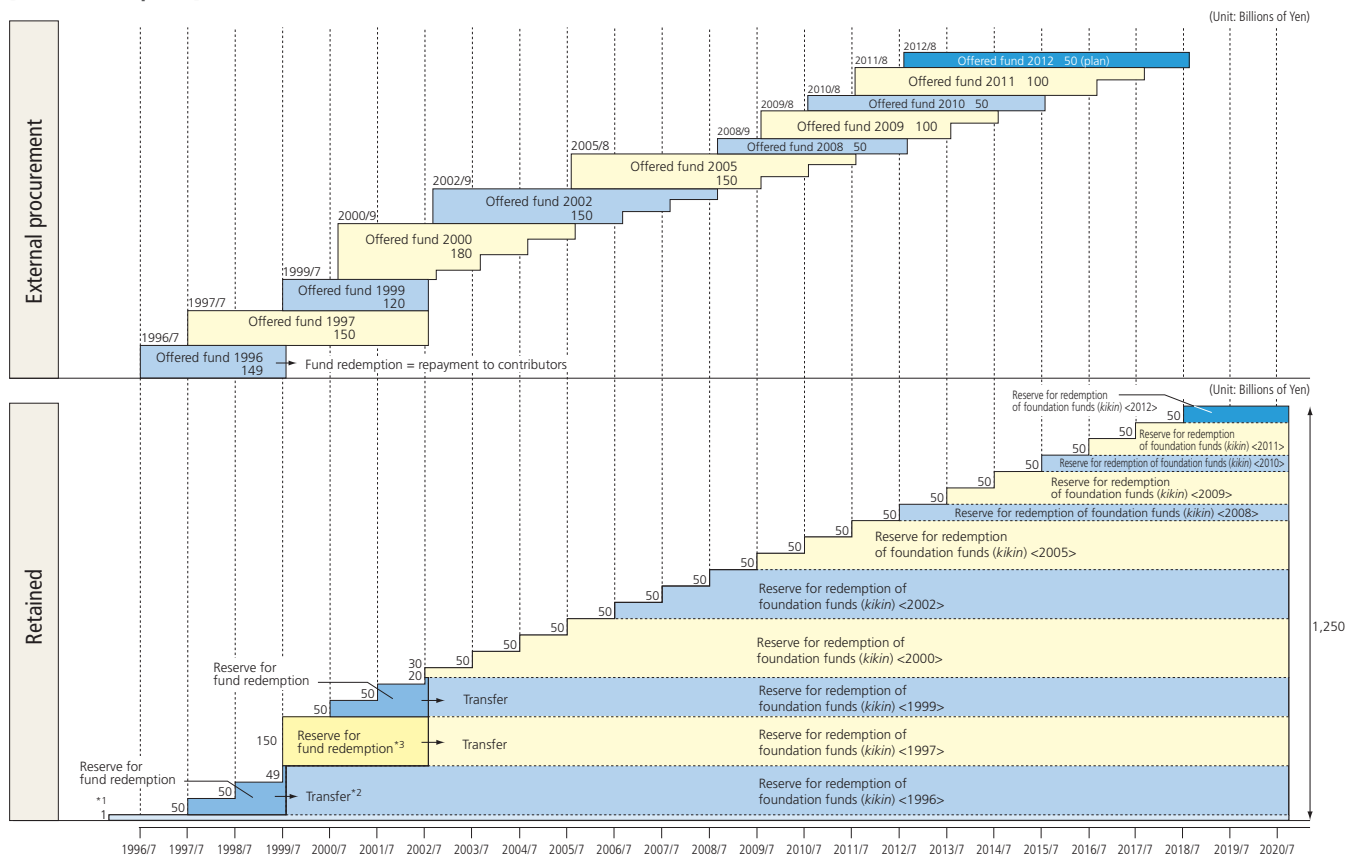 (Unit: Billions of Yen)
External procurement
2012/8
Offered fund 2012 50 (plan)
2011/8
Offered fund 2011 100
2010/8
Offered fund 2010 50
2009/8
Offered fund 2009 100
2008/9
Offered fund 2008 50
2005/8
Offered fund 2005
150
2002/9
Offered fund 2002
150
2000/9
Offered fund 2000
180
1999/7
Offered fund 1999
120
1997/7
Offered fund 1997
150
1996/7
Offered fund 1996
149
Fund redemption = repayment to contributors
(Unit: Billions of Yen)
Retained
Reserve for redemption
of foundation funds (kikin) <2012>
50
50
Reserve for redemption
of foundation funds (kikin) <2011>
50
50
Reserve for redemption of foundation funds (kikin) <2010>
50
Reserve for redemption
of foundation funds (kikin) <2009>
50
50
Reserve for redemption of foundation funds (kikin) <2008>
50
Reserve for redemption
of foundation funds (kikin) <2005>
50
50
50
Reserve for redemption of
foundation funds (kikin) <2002>
50
50
50
Reserve for redemption of
foundation funds (kikin) <2000>
50
50
30
20
Reserve for
fund redemption
50
50
Transfer
Reserve for redemption of
foundation funds (kikin) <1999>
150
Reserve for
fund redemption*3
Transfer
Reserve for redemption of
foundation funds (kikin) <1997>
Reserve for
fund redemption
49
50
50
Transfer*2
Reserve for redemption of
foundation funds (kikin) <1996>
*1
1
1,250
1996/7 1997/7 1998/7 1999/7 2000/7 2001/7 2002/7 2003/7 2004/7 2005/7 2006/7 2007/7 2008/7 2009/7 2010/7 2011/7 2012/7 2013/7 2014/7 2015/7 2016/7 2017/7 2018/7 2019/7 2020/7